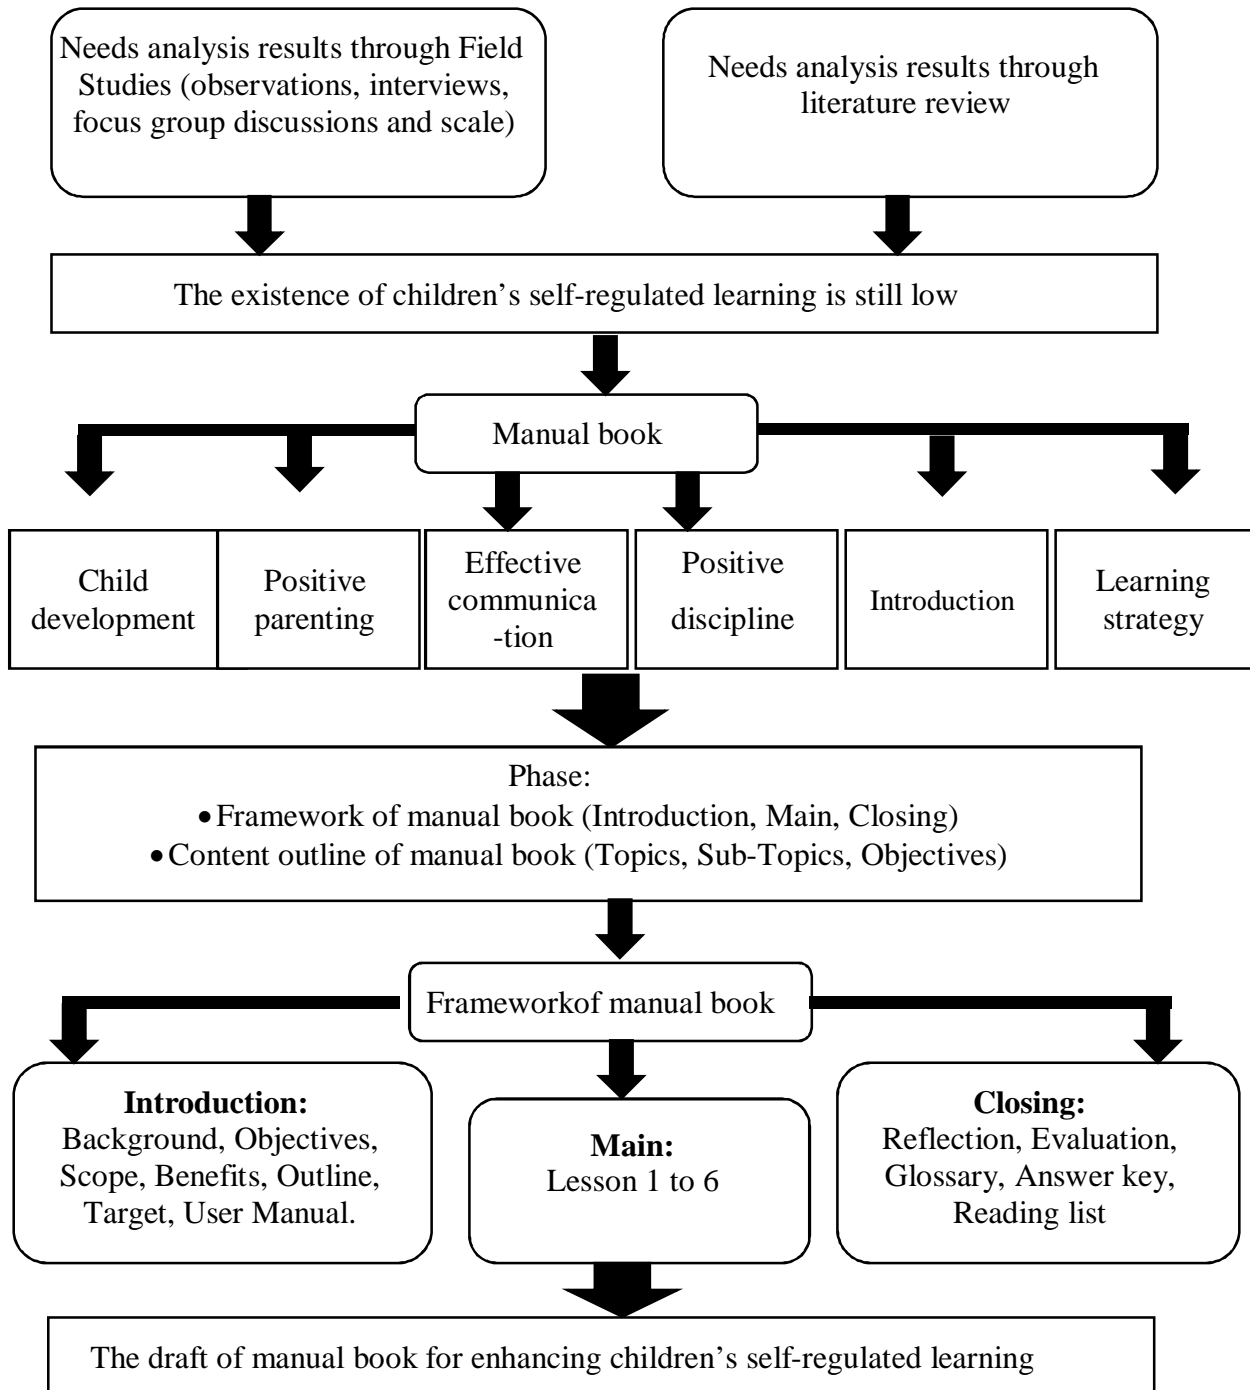 Needs analysis results through Field
Studies (observations, interviews,
focus group discussions and scale)
Needs analysis results through
literature review
The existence of children’s self-regulated learning is still low
Manual book
Child
development
Positive
parenting
Effective
communica
-tion
Positive
discipline
Introduction
Learning
strategy
Phase:
•Framework of manual book (Introduction, Main, Closing)
•Content outline of manual book (Topics, Sub-Topics, Objectives)
Frameworkof manual book
Introduction:
Background, Objectives,
Scope, Benefits, Outline,
Target, User Manual.
Main:
Lesson 1 to 6
Closing:
Reflection, Evaluation,
Glossary, Answer key,
Reading list
The draft of manual book for enhancing children’s self-regulated learning